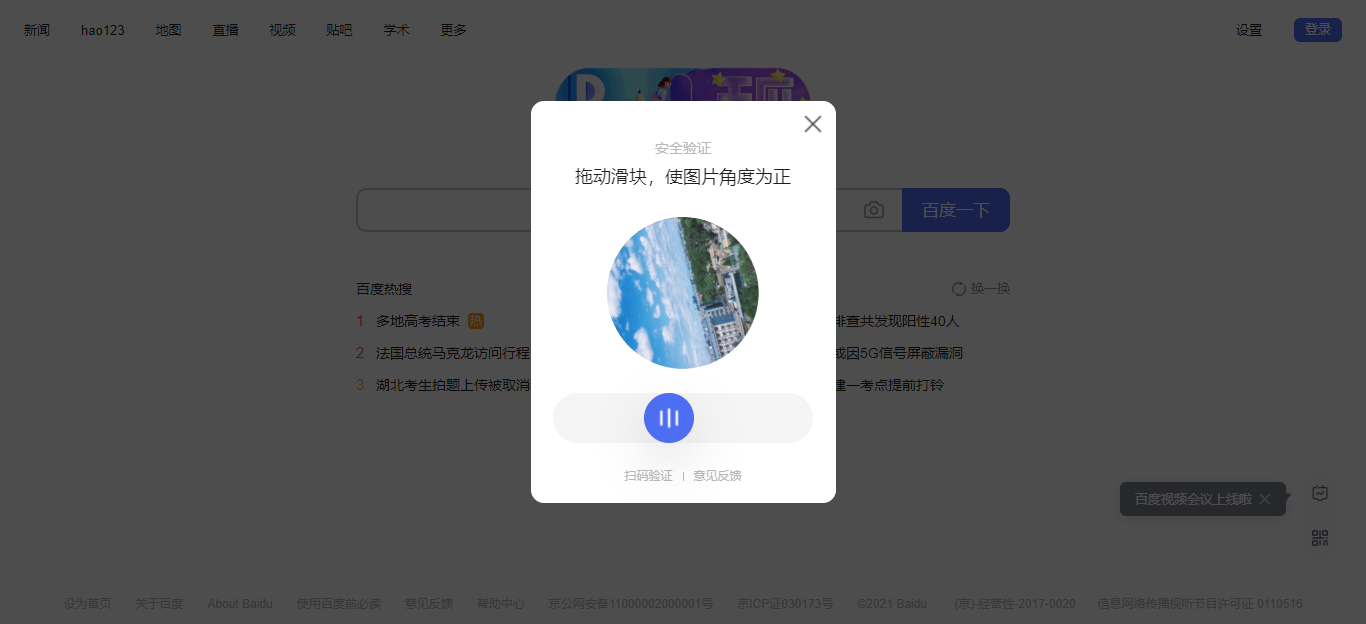 新闻 hao123 地图 直播 视频 贴吧 学术 更多 设置 登录
安全验证
拖动滑块，使图片角度为正
百度一下
百度热搜 换一换
1 多地高考结束 热
排查共发现阳性40人
2 法国总统马克龙访问行程
或因5G信号屏蔽漏洞
3 湖北考生拍题上传被取消
建一考点提前打铃
扫码验证 | 意见反馈
百度视频会议上线啦
设为首页 关于百度 About Baidu 使用百度前必读 意见反馈 帮助中心 京公网安备11000002000001号 京ICP证030173号 ©2021 Baidu (京)-经营性-2017-0020 信息网络传播视听节目许可证 0110516